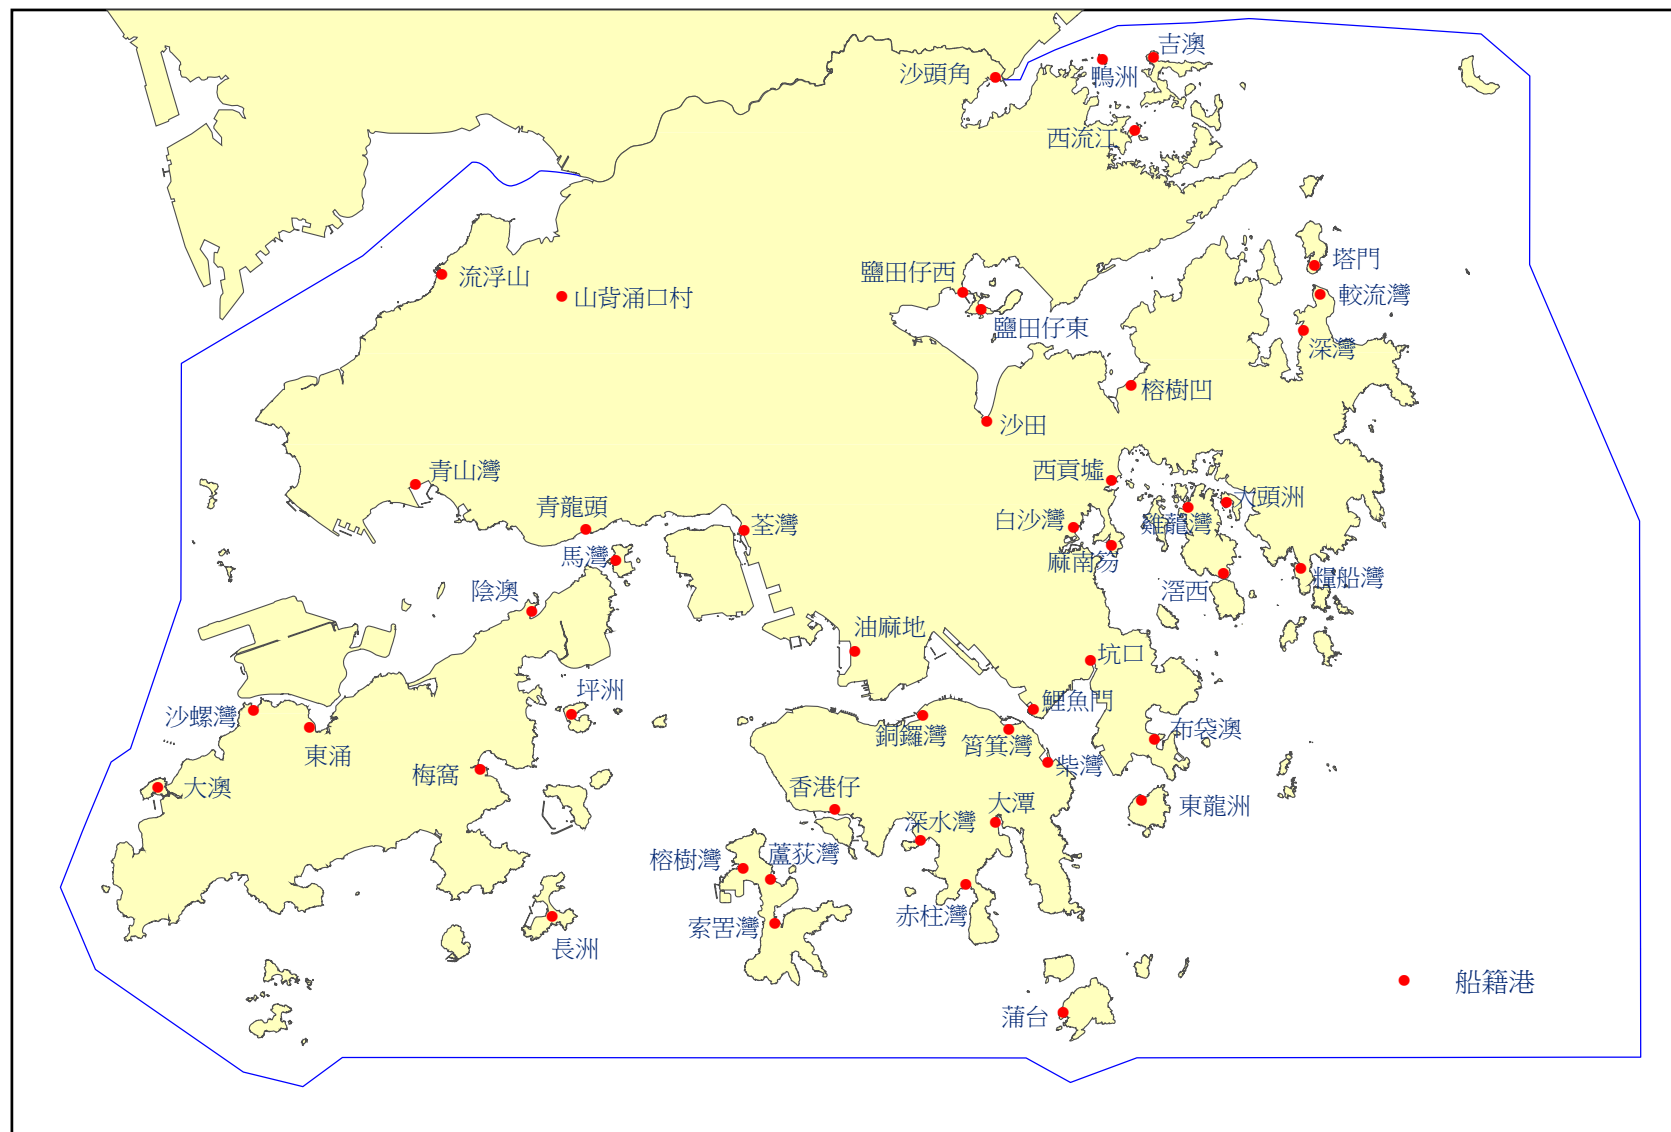 吉澳
沙頭角
鴨洲
西流江
塔門
鹽田仔西
流浮山
山背涌口村
較流灣
鹽田仔東
深灣
榕樹凹
沙田
青山灣
西貢墟
大頭洲
青龍頭
荃灣
白沙灣
雞籠灣
馬灣
麻南笏
糧船灣
陰澳
滘西
油麻地
坑口
坪洲
鯉魚門
沙螺灣
布袋澳
銅鑼灣
筲箕灣
東涌
柴灣
梅窩
大澳
香港仔
大潭
東龍洲
深水灣
蘆荻灣
榕樹灣
赤柱灣
索罟灣
長洲
船籍港
蒲台